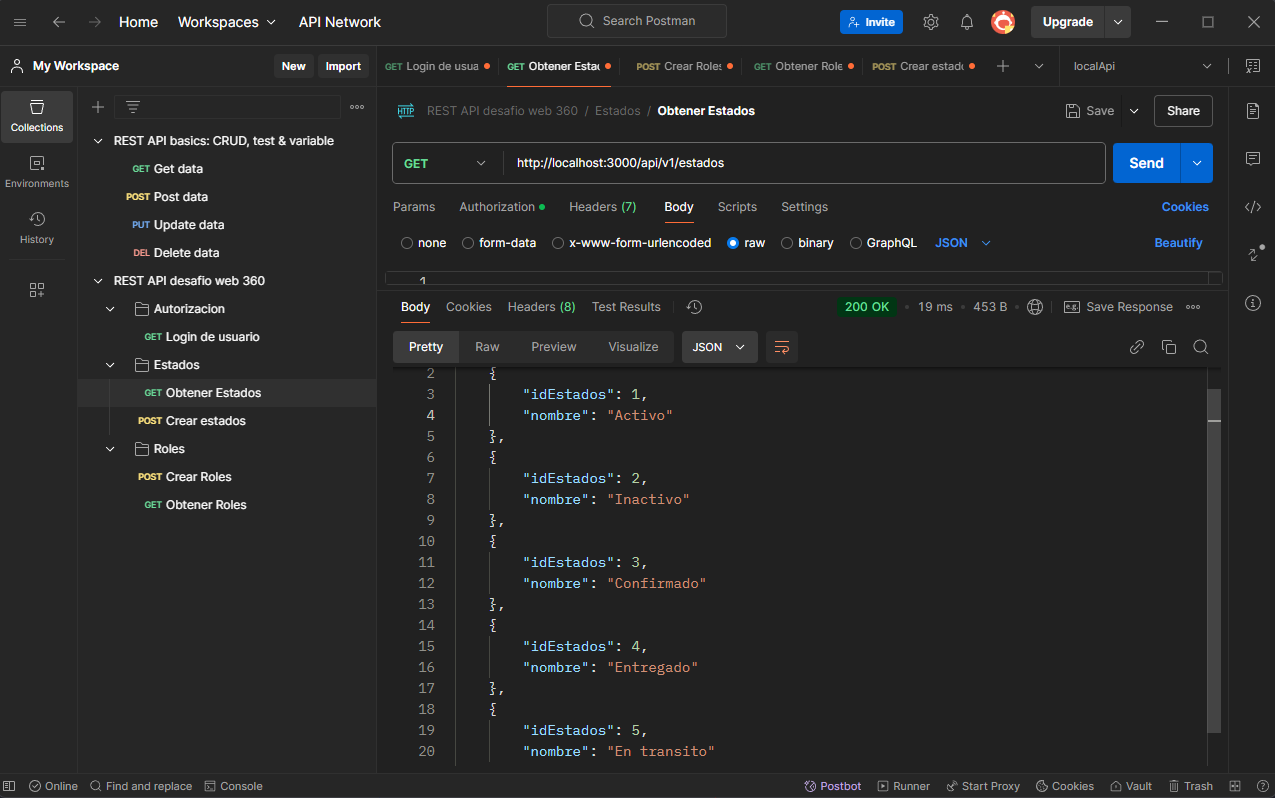 Home Workspaces API Network Search Postman Invite Upgrade
My Workspace New Import GET Login de usua GET Obtener Estac POST Crear Roles GET Obtener Role POST Crear estado localApi
Collections
Environments
History
REST API basics: CRUD, test & variable
GET Get data
POST Post data
PUT Update data
DEL Delete data
REST API desafio web 360
Autorizacion
GET Login de usuario
Estados
GET Obtener Estados
POST Crear estados
Roles
POST Crear Roles
GET Obtener Roles
HTTP REST API desafio web 360 / Estados / Obtener Estados Save Share
GET http://localhost:3000/api/v1/estados Send
Params Authorization Headers (7) Body Scripts Settings Cookies
none form-data x-www-form-urlencoded raw binary GraphQL JSON Beautify
1
Body Cookies Headers (8) Test Results 200 OK 19 ms 453 B e.g. Save Response
Pretty Raw Preview Visualize JSON
2 {
3 "idEstados": 1,
4 "nombre": "Activo"
5 },
6 {
7 "idEstados": 2,
8 "nombre": "Inactivo"
9 },
10 {
11 "idEstados": 3,
12 "nombre": "Confirmado"
13 },
14 {
15 "idEstados": 4,
16 "nombre": "Entregado"
17 },
18 {
19 "idEstados": 5,
20 "nombre": "En transito"
Online Find and replace Console Postbot Runner Start Proxy Cookies Vault Trash